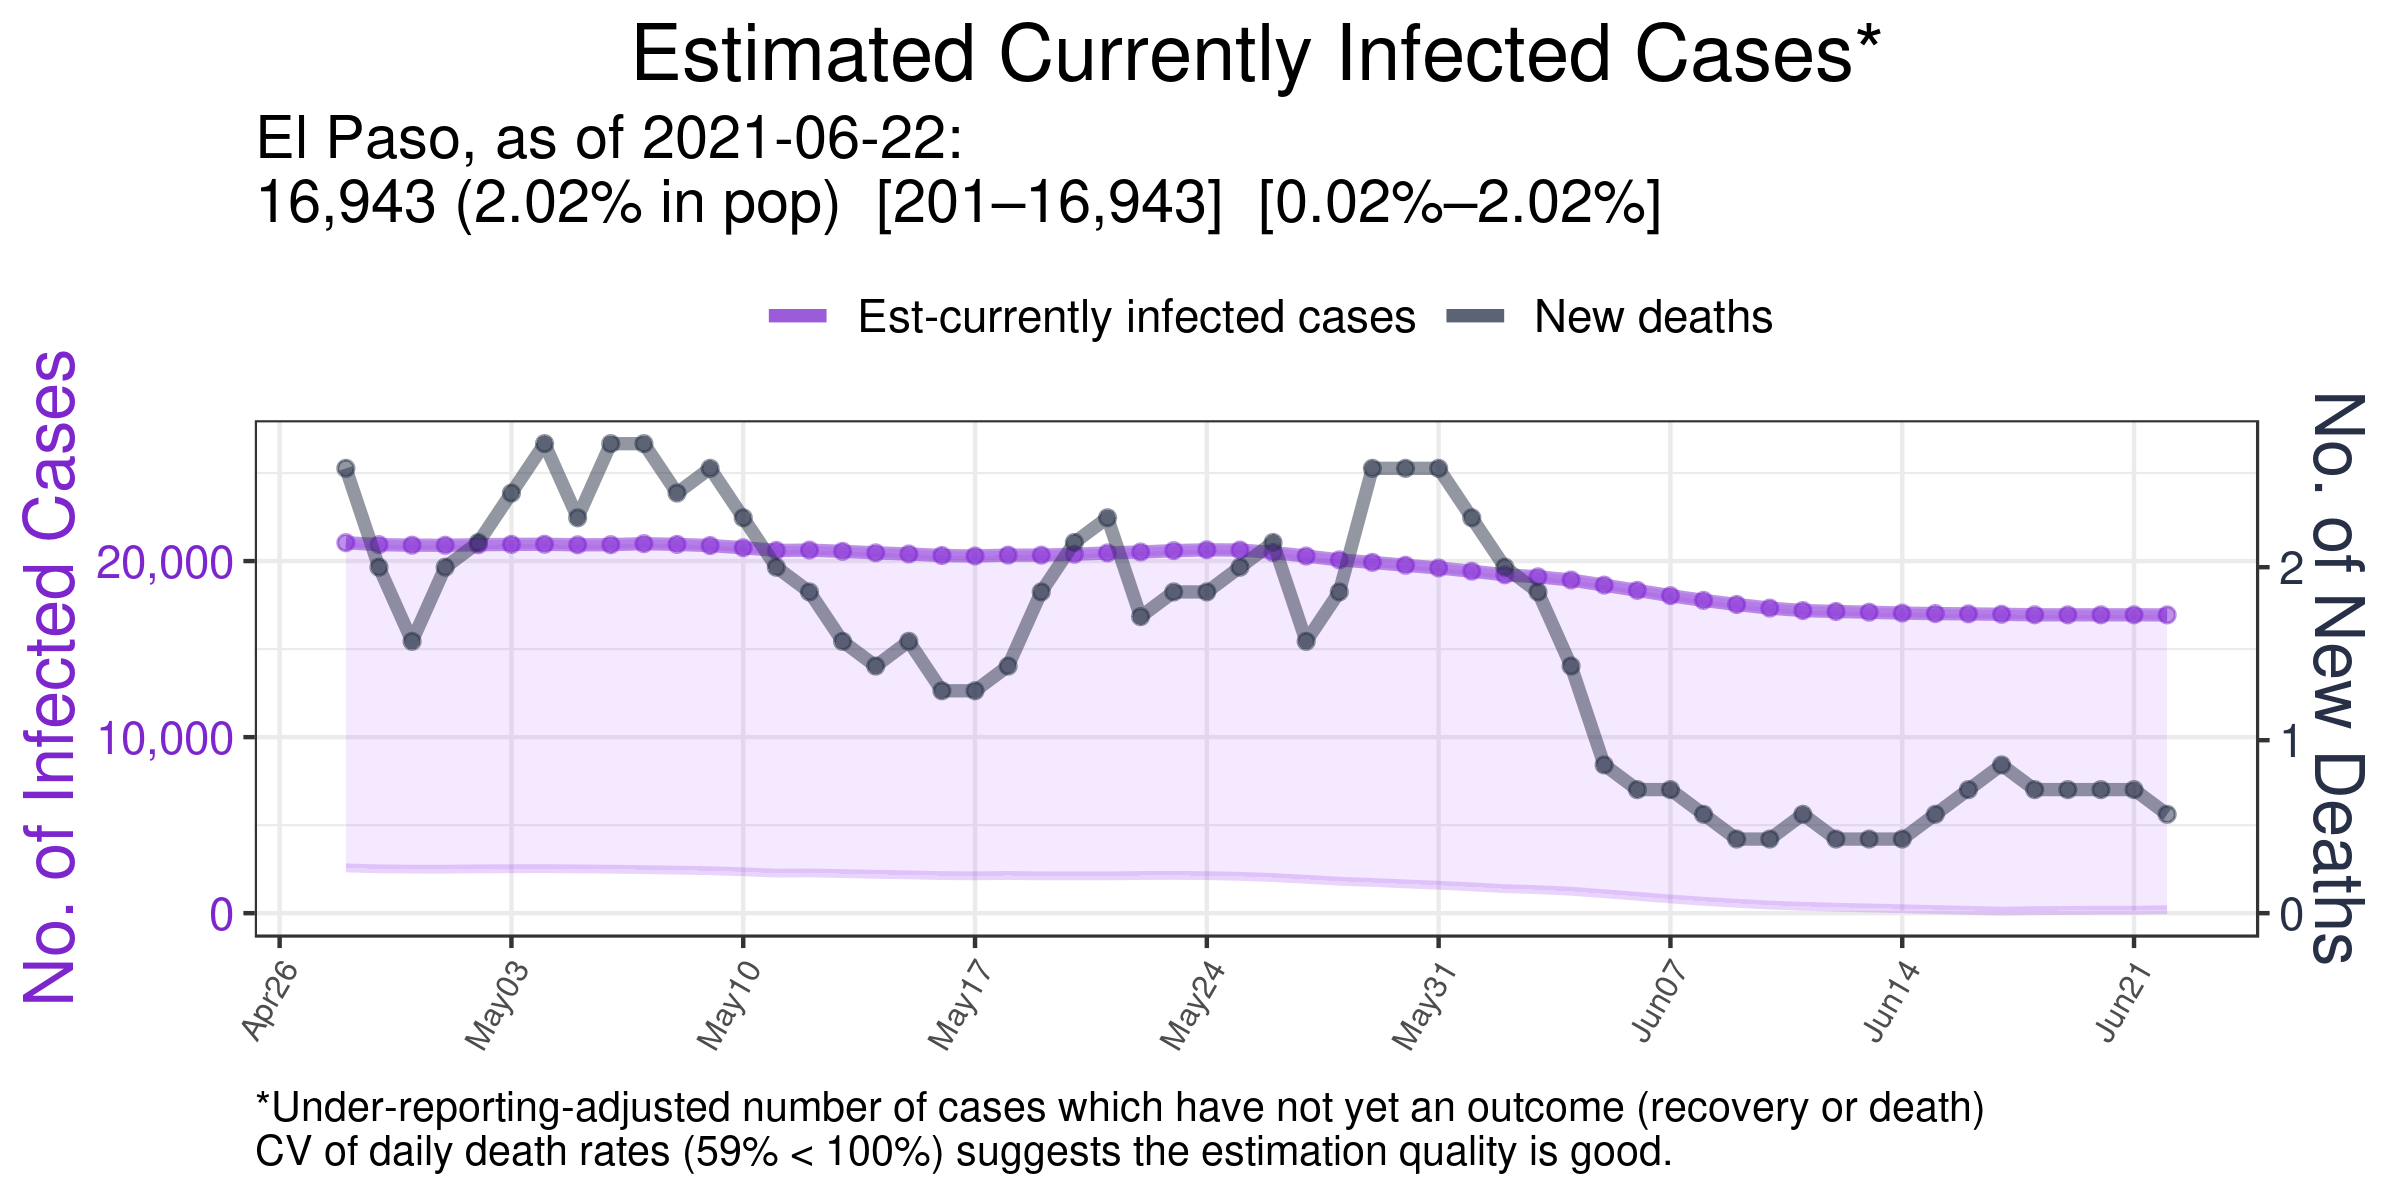 Estimated Currently Infected Cases*
El Paso, as of 2021-06-22:
16,943 (2.02% in pop)  [201–16,943]  [0.02%–2.02%]
Est-currently infected cases
New deaths
No. of Infected Cases
20,000
10,000
0
No. of New Deaths
2
1
0
Apr26
May03
May10
May17
May24
May31
Jun07
Jun14
Jun21
*Under-reporting-adjusted number of cases which have not yet an outcome (recovery or death)
CV of daily death rates (59% < 100%) suggests the estimation quality is good.